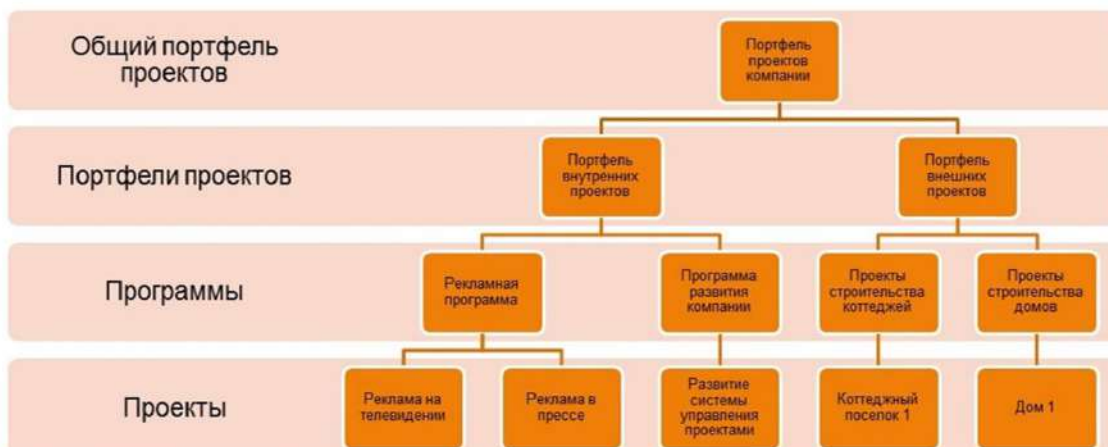 Общий портфель
проектов
Портфель
проектов
компании
Портфели проектов
Портфель
внутренних
проектов
Портфель
внешних
проектов
Программы
Рекламная
программа
Программа
развития
компании
Проекты
строительства
коттеджей
Проекты
строительства
домов
Проекты
Реклама на
телевидении
Реклама в
прессе
Развитие
системы
управления
проектами
Коттеджный
поселок 1
Дом 1